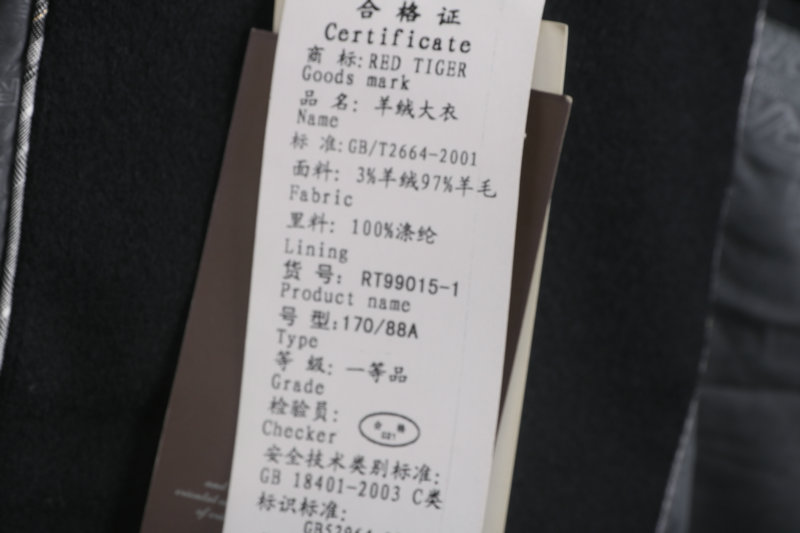 合格证
Certificate
商 标: RED TIGER
Goods mark
品 名: 羊绒大衣
Name
标 准: GB/T2664-2001
面料: 3%羊绒97%羊毛
Fabric
里料: 100%涤纶
Lining
货 号: RT99015-1
Product name
号 型: 170/88A
Type
等 级: 一等品
Grade
检验员:
合 格
Checker
安全技术类别标准:
GB 18401-2003 C类
标识标准: